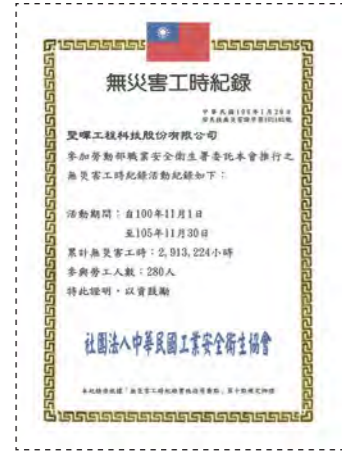 無災害工時紀錄
聖暉工程科技股份有限公司
參加勞動部職業安全衛生署委託本會推行之
無災害工時紀錄活動紀錄如下：
活動期間：自100年11月1日
至105年11月30日
累計無災害工時：2,913,224小時
參與勞工人數：280人
特此證明，以資鼓勵
社團法人中華民國工業安全衛生協會